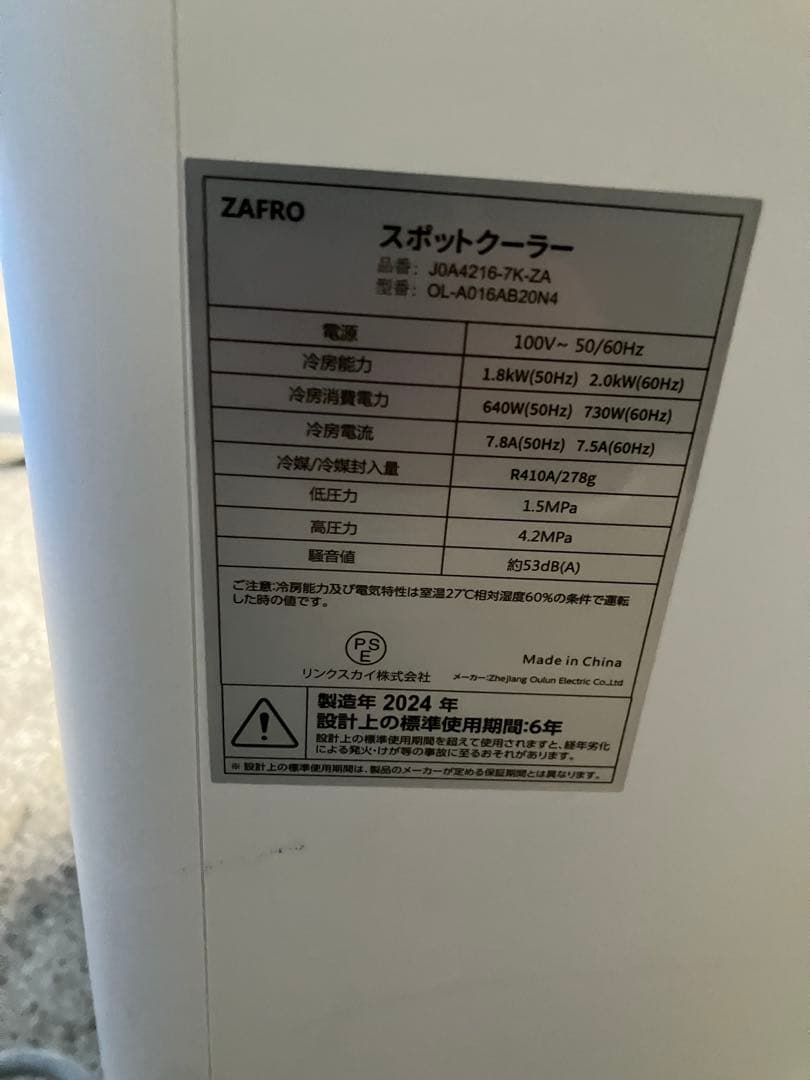 ZAFRO
スポットクーラー
品番: J0A4216-7K-ZA
型番: OL-A016AB20N4
電源 100V~ 50/60Hz
冷房能力 1.8kW(50Hz) 2.0kW(60Hz)
冷房消費電力 640W(50Hz) 730W(60Hz)
冷房電流 7.8A(50Hz) 7.5A(60Hz)
冷媒/冷媒封入量 R410A/278g
低圧力 1.5MPa
高圧力 4.2MPa
騒音値 約53dB(A)
ご注意:冷房能力及び電気特性は室温27℃相対湿度60%の条件で運転
した時の値です。
PS
E
Made in China
リンクスカイ株式会社 メーカー:Zhejiang Oulun Electric Co.,Ltd
製造年 2024 年
設計上の標準使用期間:6年
設計上の標準使用期間を超えて使用されますと、経年劣化
による発火・けが等の事故に至るおそれがあります。
※ 設計上の標準使用期間は、製品のメーカーが定める保証期間とは異なります。